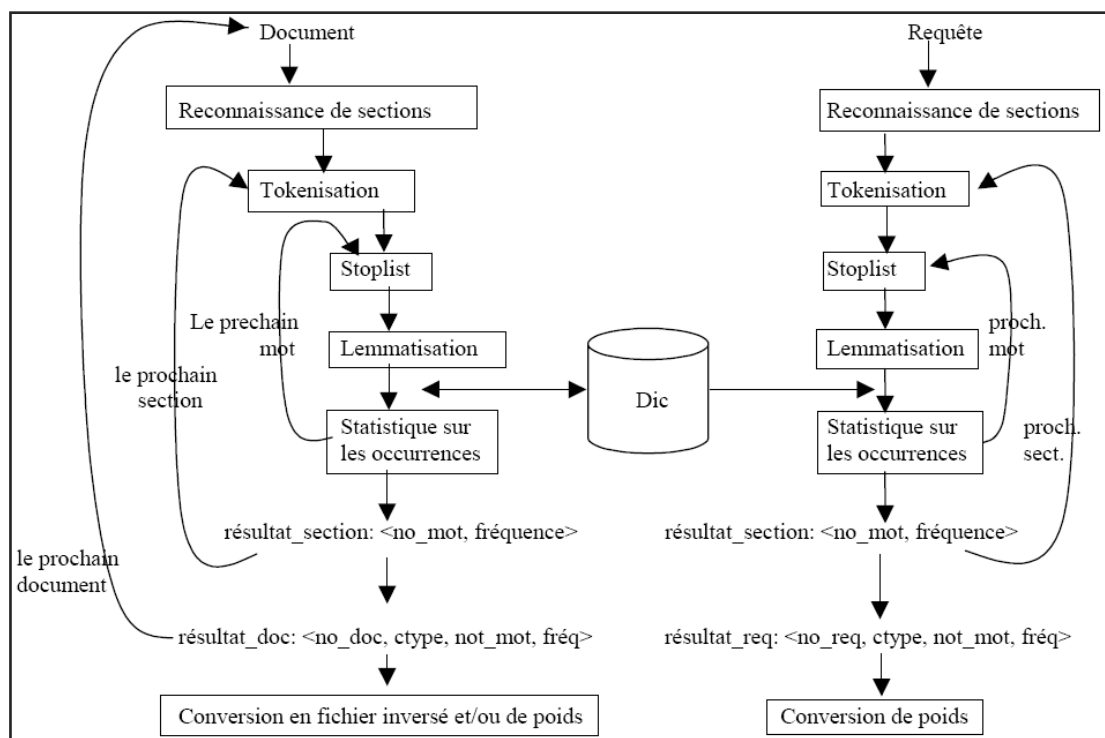 Document
Reconnaissance de sections
Tokenisation
Stoplist
Le prechain
mot
Lemmatisation
le prochain
section
Statistique sur
les occurrences
résultat_section: <no_mot, fréquence>
le prochain
document
résultat_doc: <no_doc, ctype, not_mot, fréq>
Conversion en fichier inversé et/ou de poids
Dic
Requête
Reconnaissance de sections
Tokenisation
Stoplist
proch.
mot
Lemmatisation
Statistique sur
les occurrences
proch.
sect.
résultat_section: <no_mot, fréquence>
résultat_req: <no_req, ctype, not_mot, fréq>
Conversion de poids